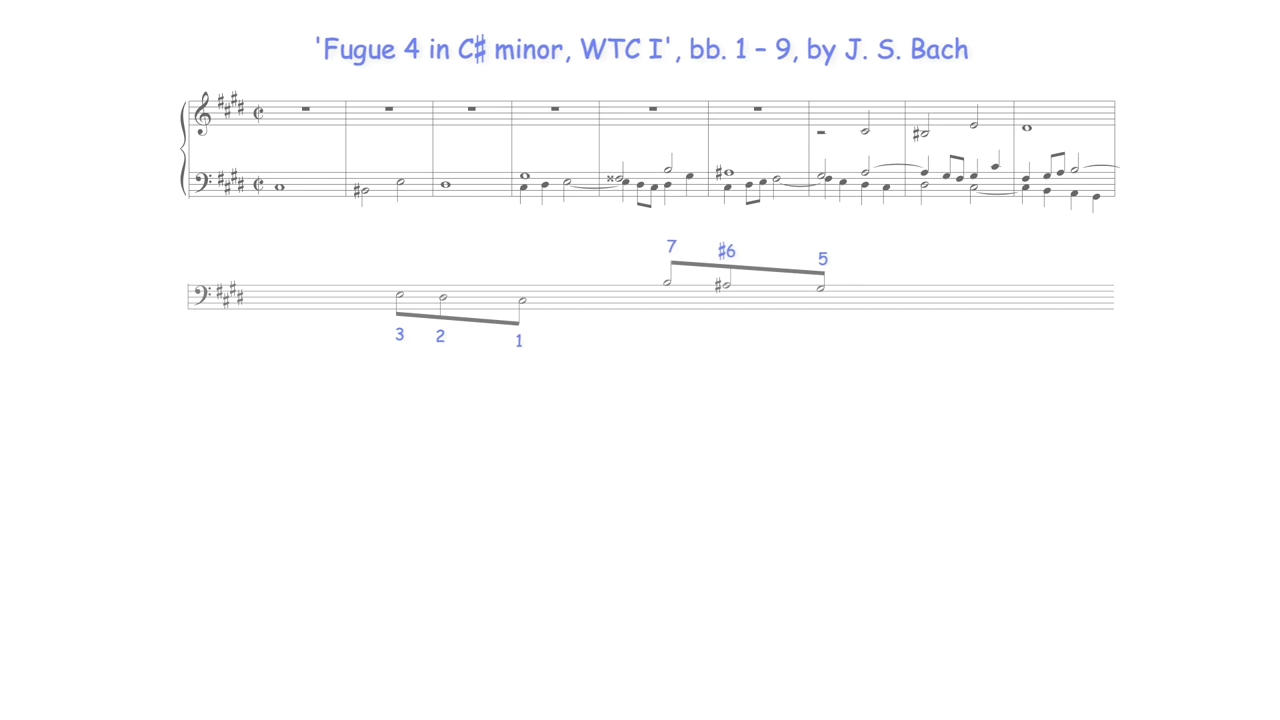 'Fugue 4 in C♯ minor, WTC I', bb. 1 – 9, by J. S. Bach
7 ♯6 5
3 2 1